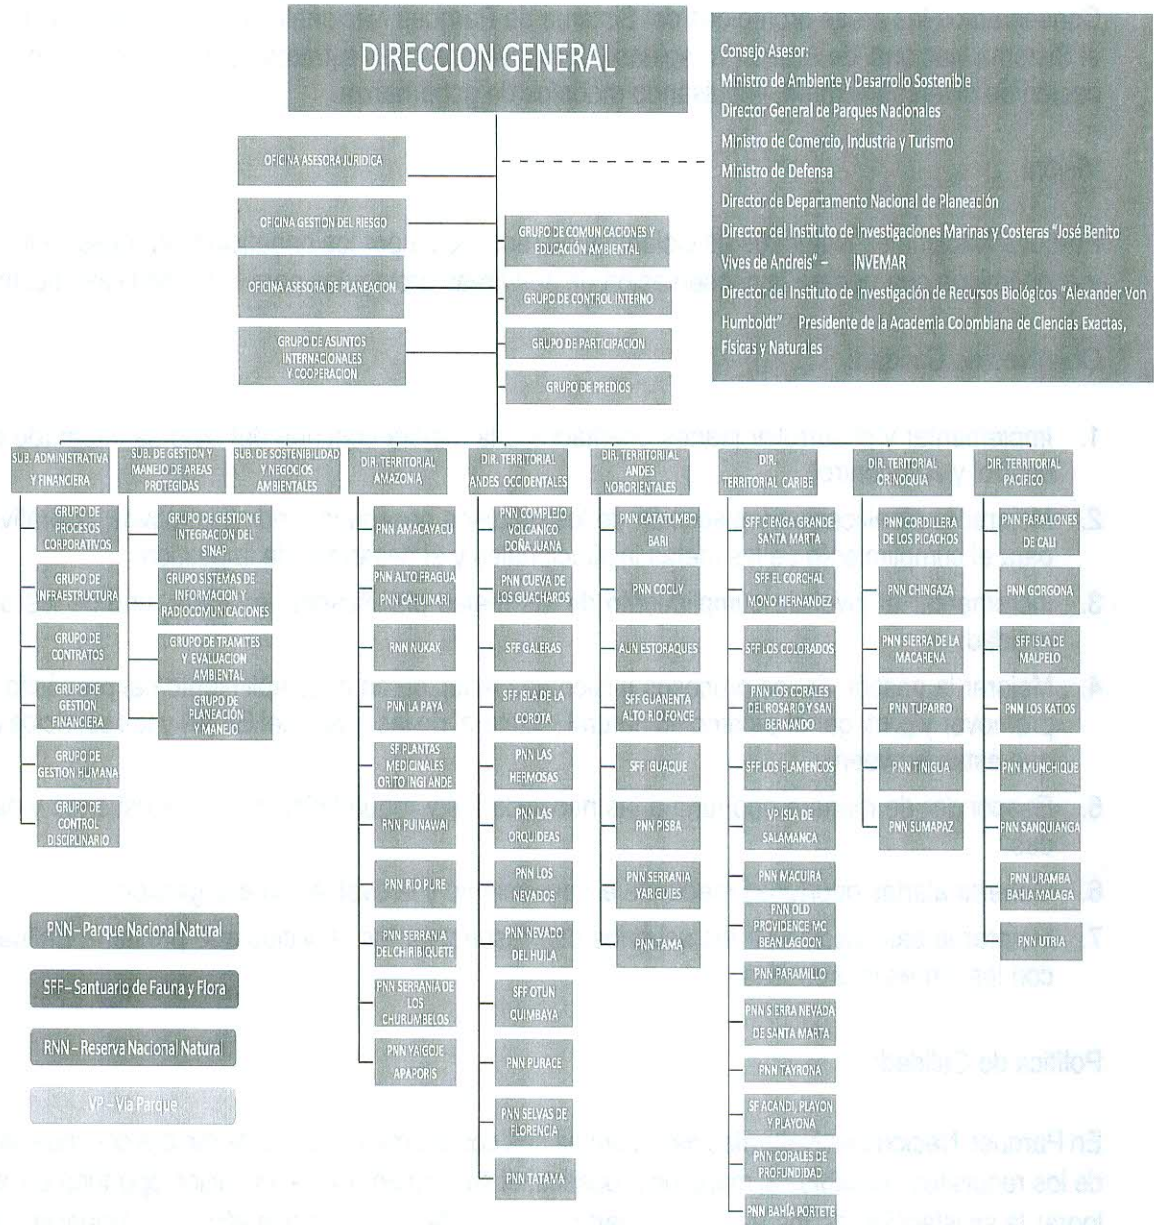 DIRECCION GENERAL
Consejo Asesor:
Ministro de Ambiente y Desarrollo Sostenible
Director General de Parques Nacionales
Ministro de Comercio, Industria y Turismo
Ministro de Defensa
Director de Departamento Nacional de Planeación
Director del Instituto de Investigaciones Marinas y Costeras "José Benito
Vives de Andreis" – INVEMAR
Director del Instituto de Investigación de Recursos Biológicos "Alexander Von
Humboldt" Presidente de la Academia Colombiana de Ciencias Exactas,
Físicas y Naturales
OFICINA ASESORA JURIDICA
OFICINA GESTION DEL RIESGO
OFICINA ASESORA DE PLANEACION
GRUPO DE ASUNTOS
INTERNACIONALES
Y COOPERACION
GRUPO DE COMUNICACIONES Y
EDUCACIÓN AMBIENTAL
GRUPO DE CONTROL INTERNO
GRUPO DE PARTICIPACION
GRUPO DE PREDIOS
SUB. ADMINISTRATIVA
Y FINANCIERA
GRUPO DE
PROCESOS
CORPORATIVOS
GRUPO DE
INFRAESTRUCTURA
GRUPO DE
CONTRATOS
GRUPO DE
GESTION
FINANCIERA
GRUPO DE
GESTION HUMANA
GRUPO DE
CONTROL
DISCIPLINARIO
SUB. DE GESTION Y
MANEJO DE AREAS
PROTEGIDAS
GRUPO DE GESTION E
INTEGRACION DEL
SINAP
GRUPO SISTEMAS DE
INFORMACION Y
RADIOCOMUNICACIONES
GRUPO DE TRAMITES
Y EVALUACION
AMBIENTAL
GRUPO DE
PLANEACIÓN
Y MANEJO
SUB. DE SOSTENIBILIDAD
Y NEGOCIOS
AMBIENTALES
DIR. TERRITORIAL
AMAZONIA
PNN AMACAYACU
PNN ALTO FRAGUA
PNN CAHUINARI
RNN NUKAK
PNN LA PAYA
SF PLANTAS
MEDICINALES
ORITO INGI ANDE
RNN PUINAWAI
PNN RIO PURE
PNN SERRANIA
DEL CHIRIBIQUETE
PNN SERRANIA DE
LOS
CHURUMBELOS
PNN YAIGOJE
APAPORIS
DIR. TERRITORIAL
ANDES OCCIDENTALES
PNN COMPLEJO
VOLCANICO
DOÑA JUANA
PNN CUEVA DE
LOS GUACHAROS
SFF GALERAS
SFF ISLA DE LA
COROTA
PNN LAS
HERMOSAS
PNN LAS
ORQUIDEAS
PNN LOS
NEVADOS
PNN NEVADO
DEL HUILA
SFF OTUN
QUIMBAYA
PNN PURACE
PNN SELVAS DE
FLORENCIA
PNN TATAMA
DIR. TERRITORIAL
ANDES
NORORIENTALES
PNN CATATUMBO
BARI
PNN COCUY
AUN ESTORAQUES
SFF GUANENTA
ALTO RIO FONCE
SFF IGUAQUE
PNN PISBA
PNN SERRANIA
YARIGUIES
PNN TAMA
DIR.
TERRITORIAL CARIBE
SFF CIENGA GRANDE
SANTA MARTA
SFF EL CORCHAL
MONO HERNANDEZ
SFF LOS COLORADOS
PNN LOS CORALES
DEL ROSARIO Y SAN
BERNANDO
SFF LOS FLAMENCOS
VP ISLA DE
SALAMANCA
PNN MACUIRA
PNN OLD
PROVIDENCE MC
BEAN LAGOON
PNN PARAMILLO
PNN SIERRA NEVADA
DE SANTA MARTA
PNN TAYRONA
SF ACANDI, PLAYON
Y PLAYONA
PNN CORALES DE
PROFUNDIDAD
PNN BAHÍA PORTETE
DIR. TERITORIAL
ORINOQUIA
PNN CORDILLERA
DE LOS PICACHOS
PNN CHINGAZA
PNN SIERRA DE LA
MACARENA
PNN TUPARRO
PNN TINIGUA
PNN SUMAPAZ
DIR. TERRITORIAL
PACIFICO
PNN FARALLONES
DE CALI
PNN GORGONA
SFF ISLA DE
MALPELO
PNN LOS KATIOS
PNN MUNCHIQUE
PNN SANQUIANGA
PNN URAMBA
BAHIA MALAGA
PNN UTRIA
PNN – Parque Nacional Natural
SFF – Santuario de Fauna y Flora
RNN – Reserva Nacional Natural
VP – Vía Parque